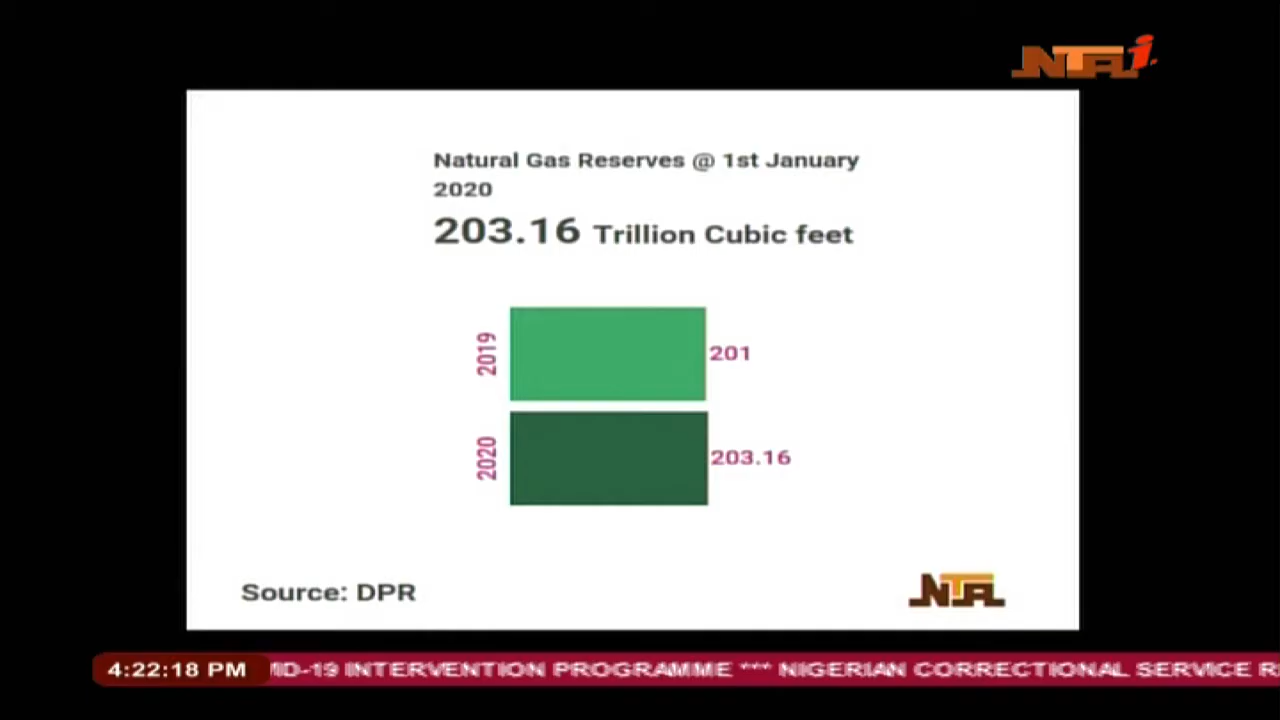 NTA i.
Natural Gas Reserves @ 1st January
2020
203.16 Trillion Cubic feet
2019
201
2020
203.16
Source: DPR
NTA
4:22:18 PM
ID-19 INTERVENTION PROGRAMME *** NIGERIAN CORRECTIONAL SERVICE